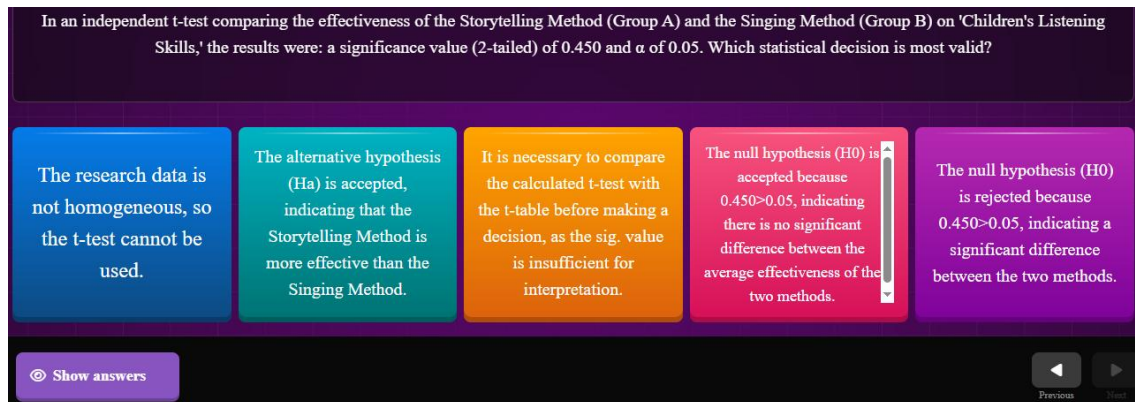 In an independent t-test comparing the effectiveness of the Storytelling Method (Group A) and the Singing Method (Group B) on 'Children's Listening
Skills,' the results were: a significance value (2-tailed) of 0.450 and α of 0.05. Which statistical decision is most valid?
The research data is
not homogeneous, so
the t-test cannot be
used.
The alternative hypothesis
(Ha) is accepted,
indicating that the
Storytelling Method is
more effective than the
Singing Method.
It is necessary to compare
the calculated t-test with
the t-table before making a
decision, as the sig. value
is insufficient for
interpretation.
The null hypothesis (H0) is
accepted because
0.450>0.05, indicating
there is no significant
difference between the
average effectiveness of the
two methods.
The null hypothesis (H0)
is rejected because
0.450>0.05, indicating a
significant difference
between the two methods.
Show answers
Previous
Next